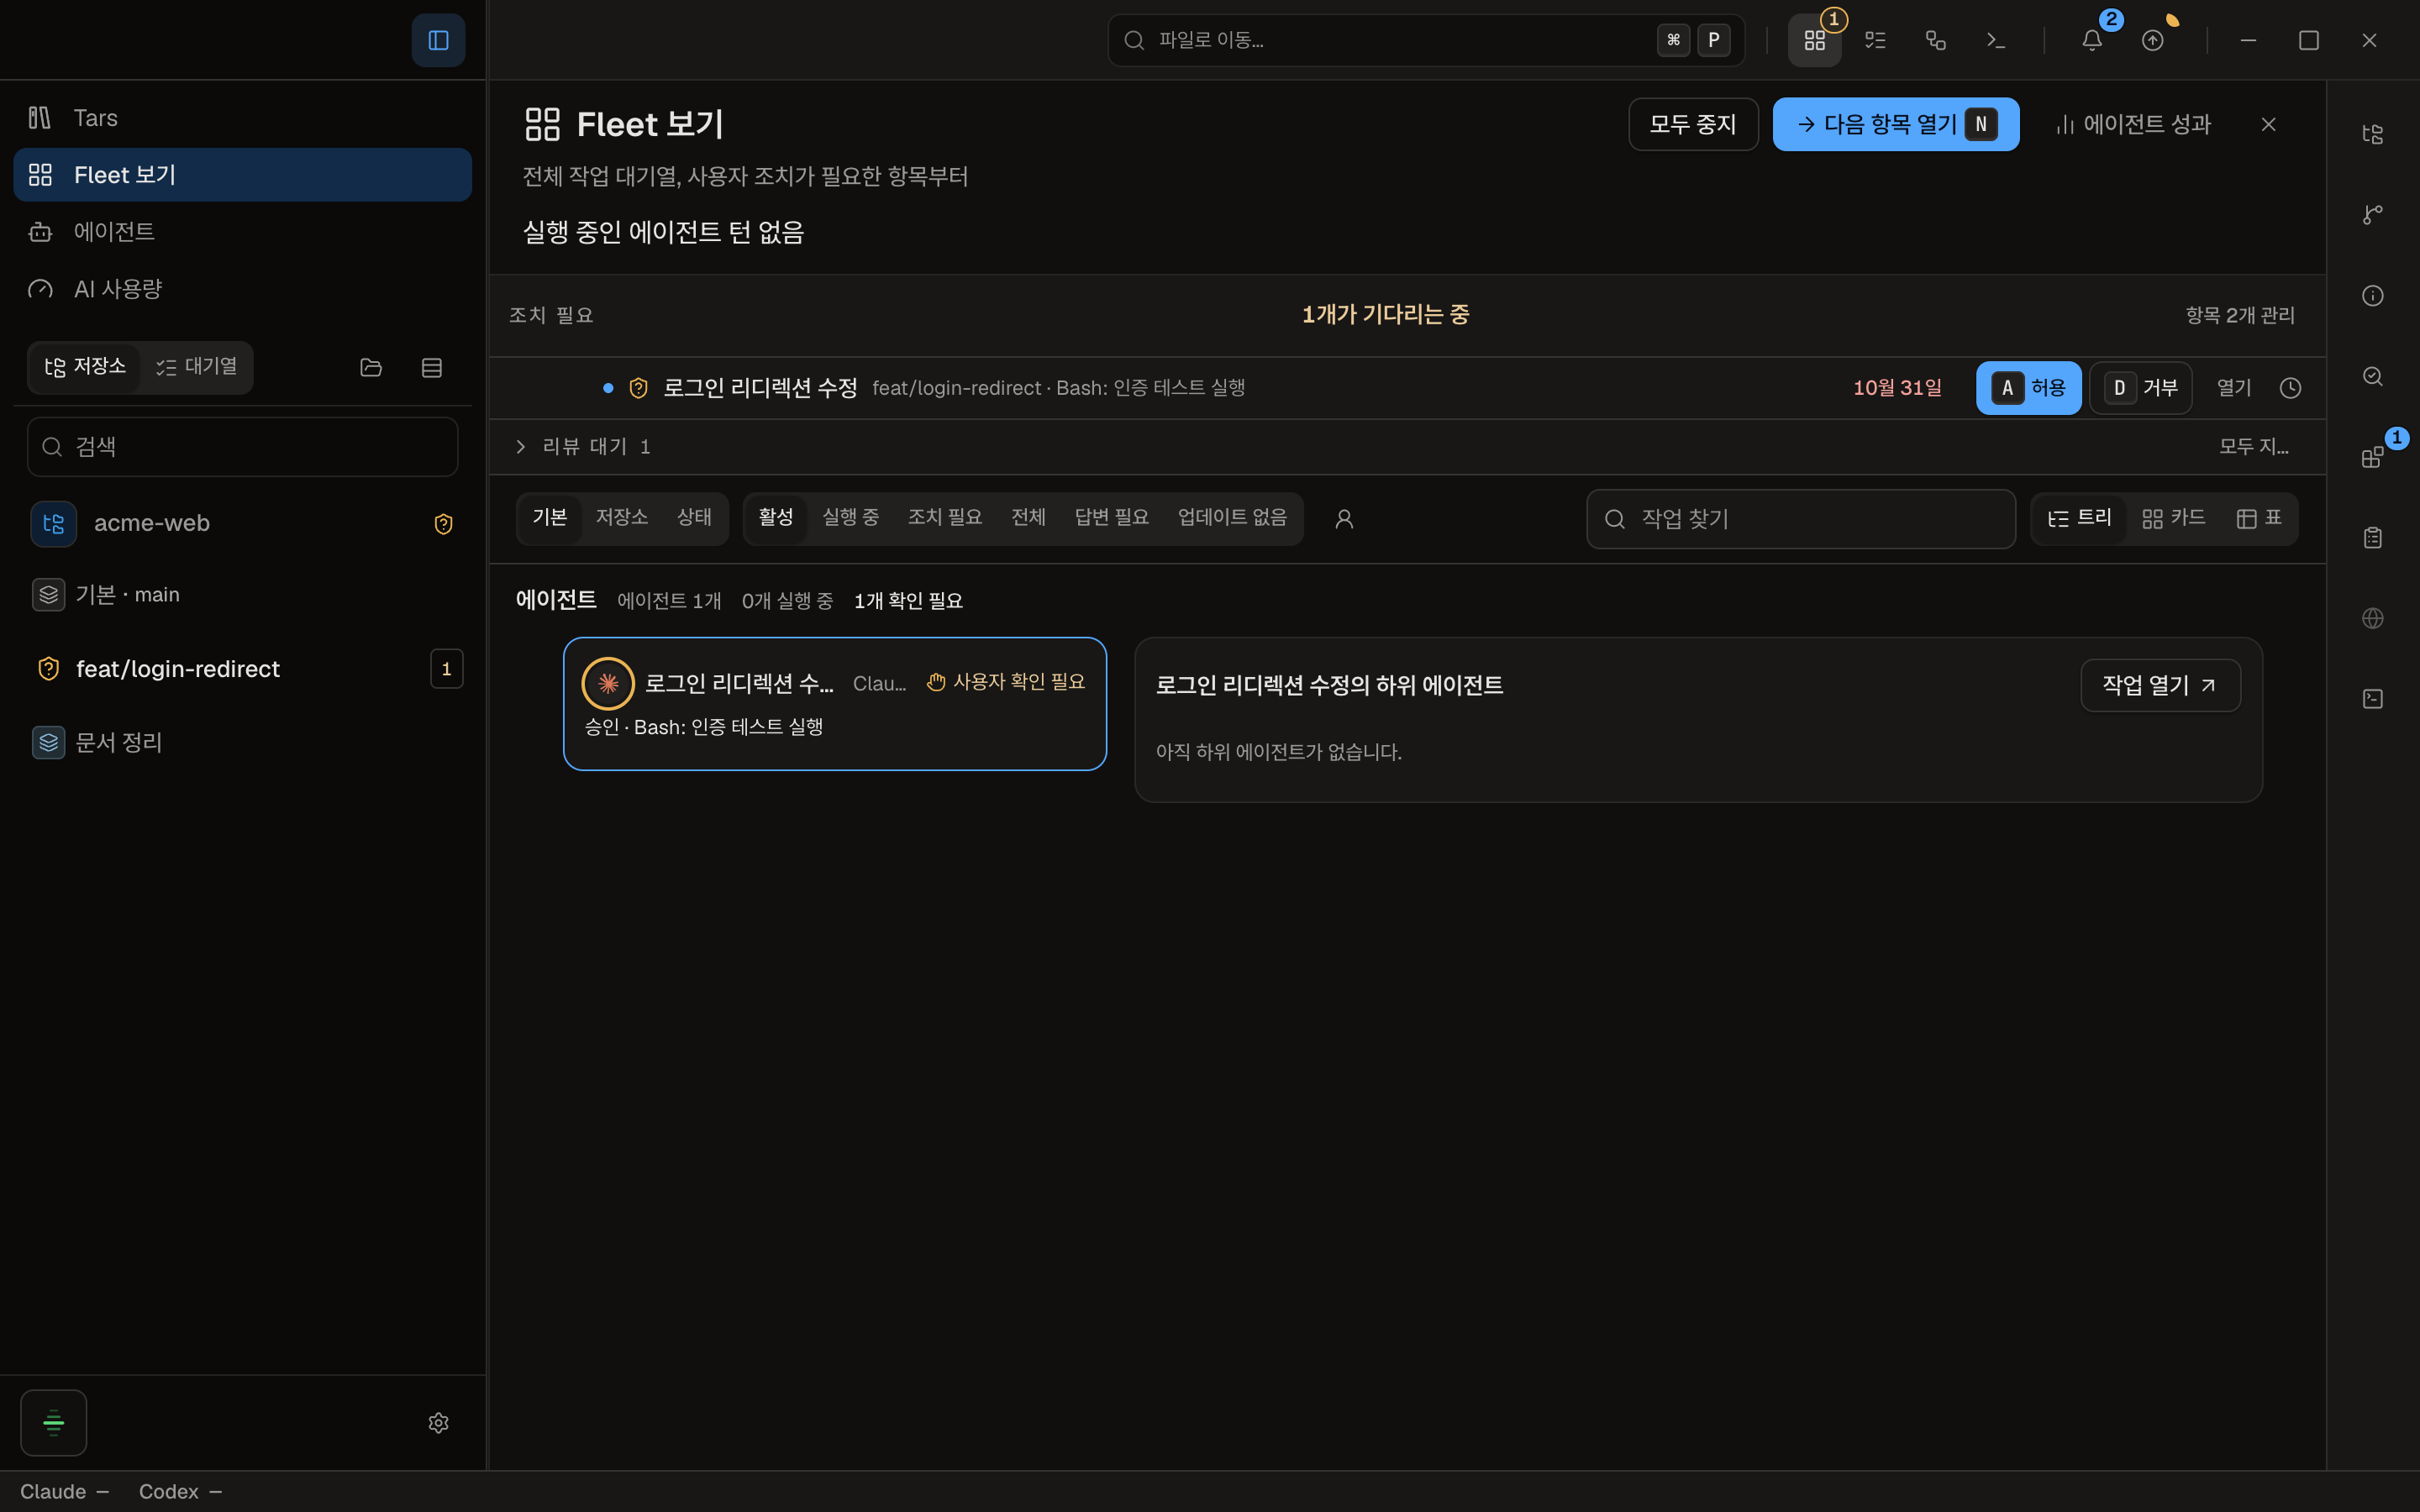 파일로 이동...
⌘ P
1
2
Tars
Fleet 보기
에이전트
AI 사용량
저장소
대기열
검색
acme-web
기본 · main
feat/login-redirect
1
문서 정리
Fleet 보기
모두 중지
다음 항목 열기 N
에이전트 성과
전체 작업 대기열, 사용자 조치가 필요한 항목부터
실행 중인 에이전트 턴 없음
조치 필요
1개가 기다리는 중
항목 2개 관리
로그인 리디렉션 수정 feat/login-redirect · Bash: 인증 테스트 실행
10월 31일
A 허용
D 거부
열기
리뷰 대기 1
모두 지...
기본 저장소 상태
활성 실행 중 조치 필요 전체 답변 필요 업데이트 없음
작업 찾기
트리 카드 표
에이전트 에이전트 1개 0개 실행 중 1개 확인 필요
로그인 리디렉션 수... Clau... 사용자 확인 필요
승인 · Bash: 인증 테스트 실행
로그인 리디렉션 수정의 하위 에이전트
작업 열기
아직 하위 에이전트가 없습니다.
1
Claude — Codex —